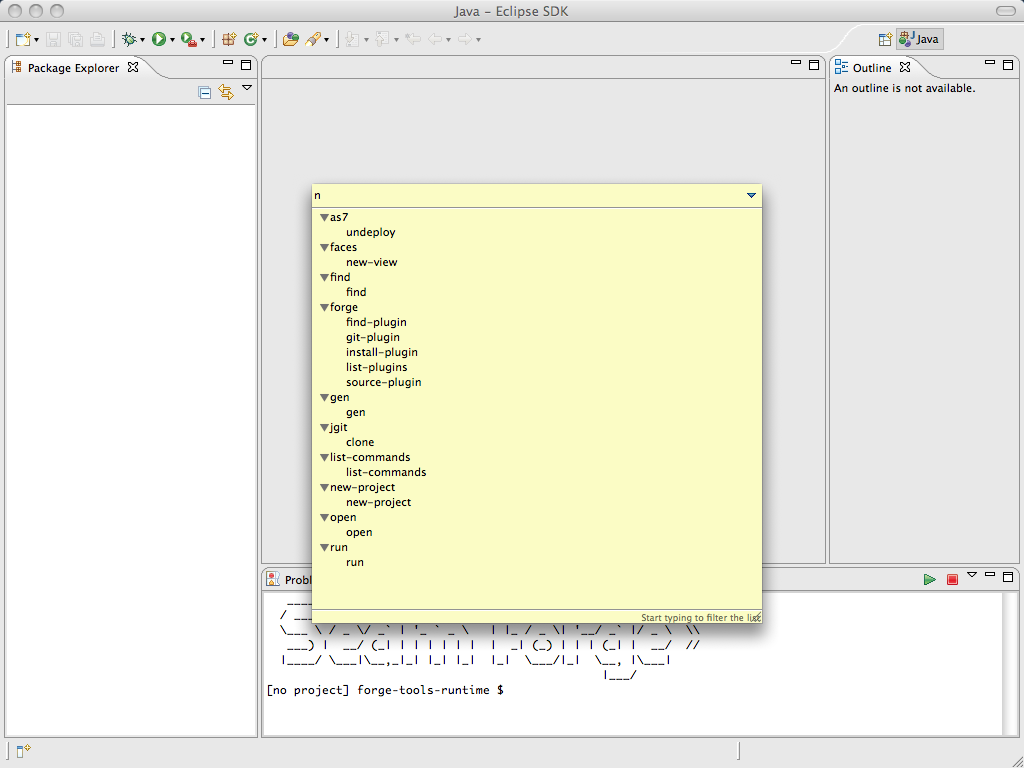 Java – Eclipse SDK
Java
Package Explorer
Outline
An outline is not available.
n
as7
undeploy
faces
new-view
find
find
forge
find-plugin
git-plugin
install-plugin
list-plugins
source-plugin
gen
gen
jgit
clone
list-commands
list-commands
new-project
new-project
open
open
run
run
Start typing to filter the list
Probl
[no project] forge-tools-runtime $